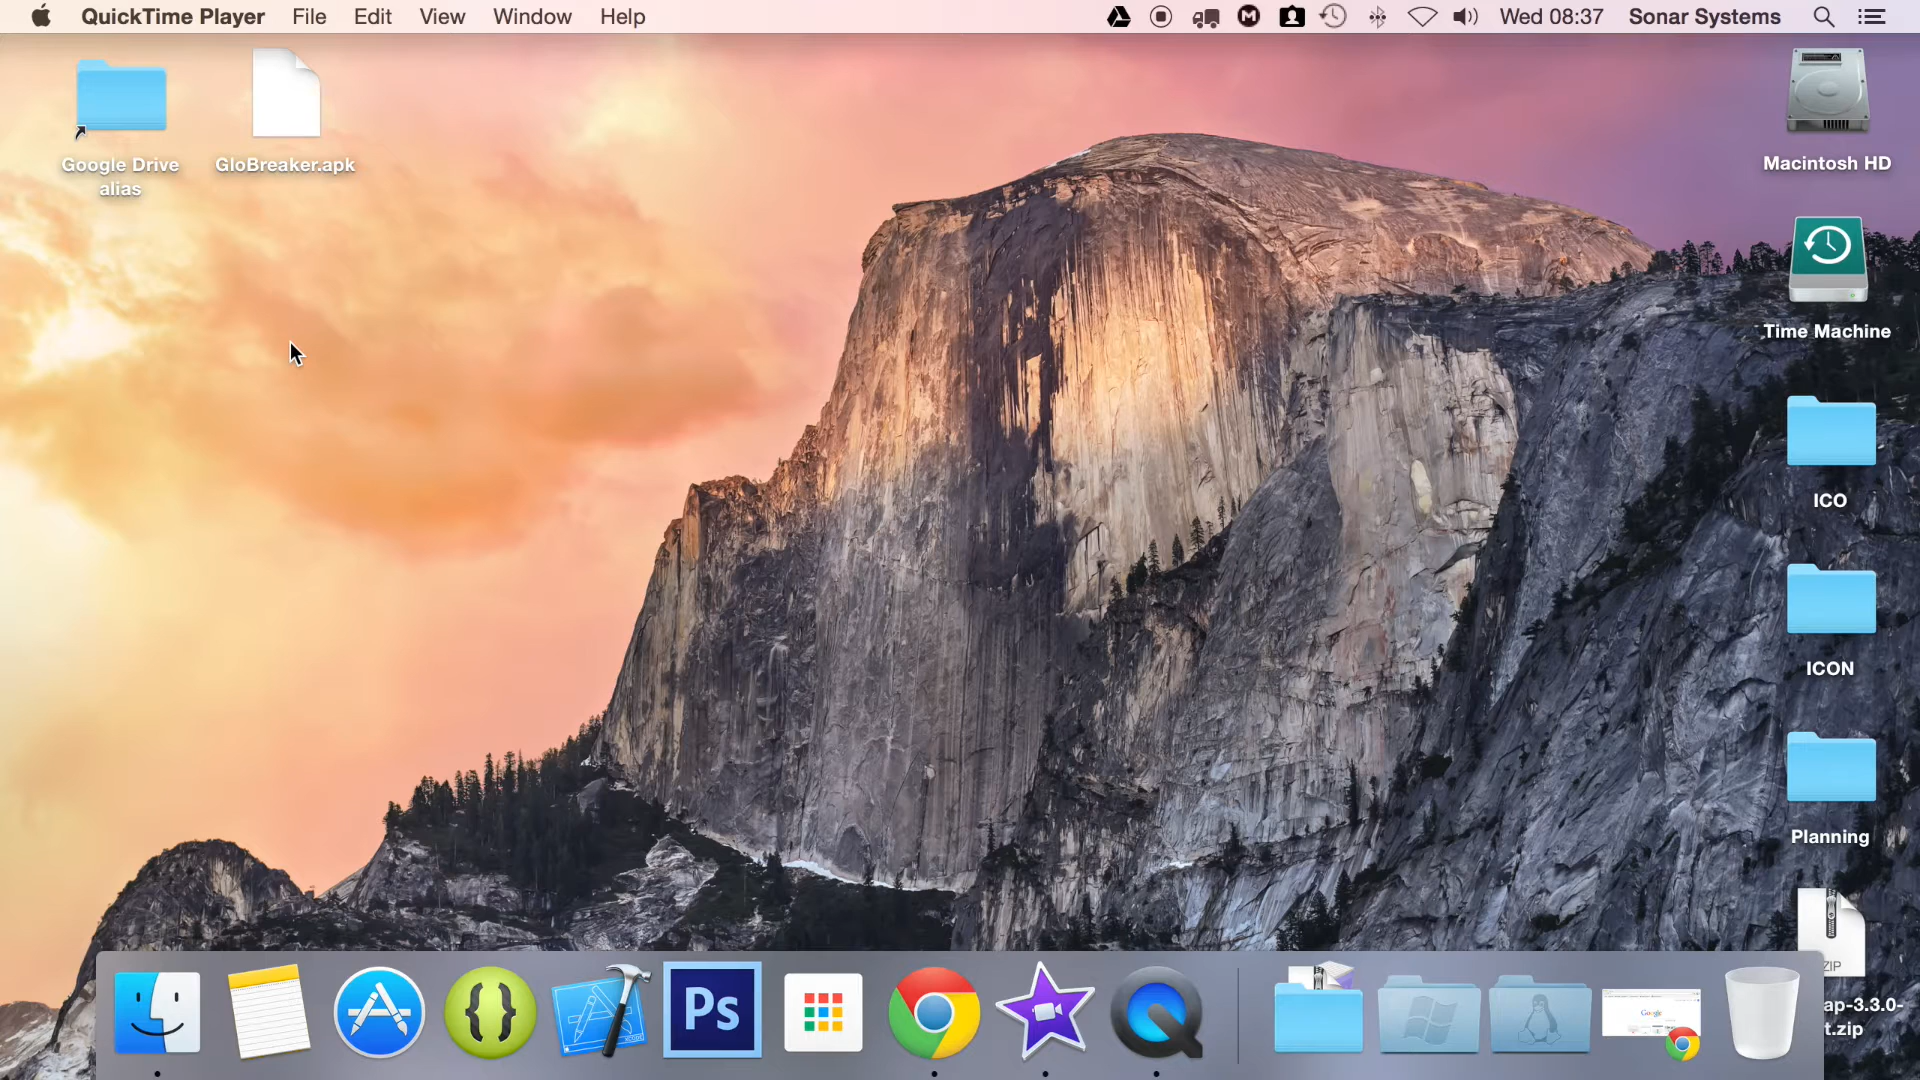 QuickTime Player File Edit View Window Help Wed 08:37 Sonar Systems
Google Drive
alias
GloBreaker.apk
Macintosh HD
Time Machine
ICO
ICON
Planning
ZIP
ap-3.3.0-
t.zip
Ps
Google